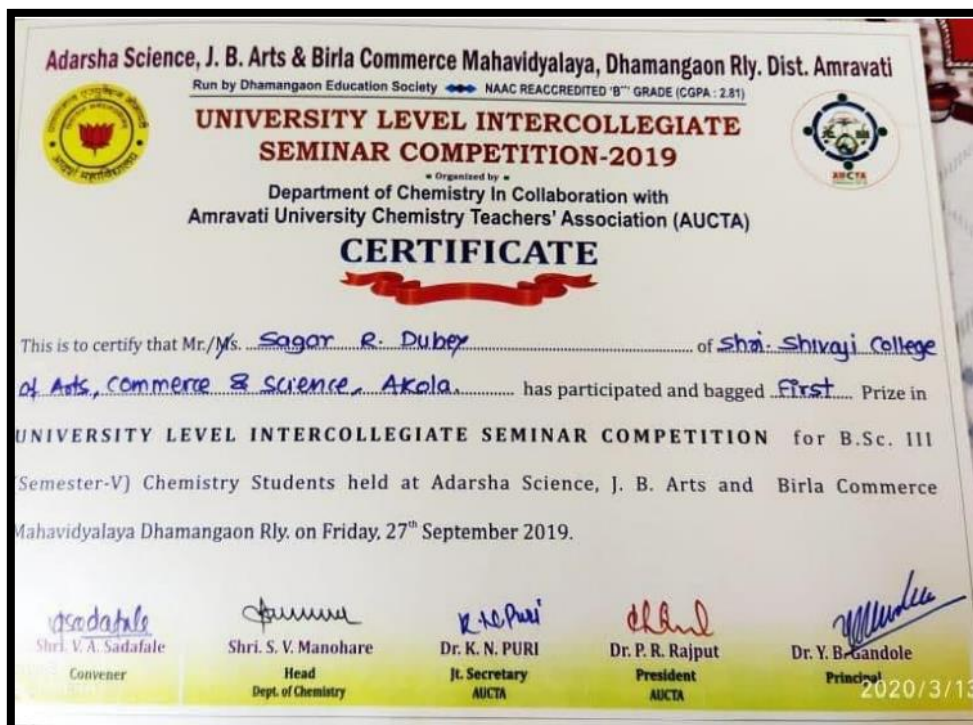 Adarsha Science, J. B. Arts & Birla Commerce Mahavidyalaya, Dhamangaon Rly. Dist. Amravati
Run by Dhamangaon Education Society NAAC REACCREDITED 'B++' GRADE (CGPA : 2.81)
UNIVERSITY LEVEL INTERCOLLEGIATE
SEMINAR COMPETITION-2019
Organized by
Department of Chemistry In Collaboration with
Amravati University Chemistry Teachers' Association (AUCTA)
AUCTA
CERTIFICATE
This is to certify that Mr./Ms. Sagar R. Dubey of Shri. Shivaji College
of Arts, Commerce & Science, Akola. has participated and bagged First Prize in
UNIVERSITY LEVEL INTERCOLLEGIATE SEMINAR COMPETITION for B.Sc. III
(Semester-V) Chemistry Students held at Adarsha Science, J. B. Arts and Birla Commerce
Mahavidyalaya Dhamangaon Rly. on Friday, 27th September 2019.
Shri. V. A. Sadafale Shri. S. V. Manohare Dr. K. N. PURI Dr. P. R. Rajput Dr. Y. B. Gandole
Convener Head Jt. Secretary President Principal
Dept. of Chemistry AUCTA AUCTA
2020/3/13